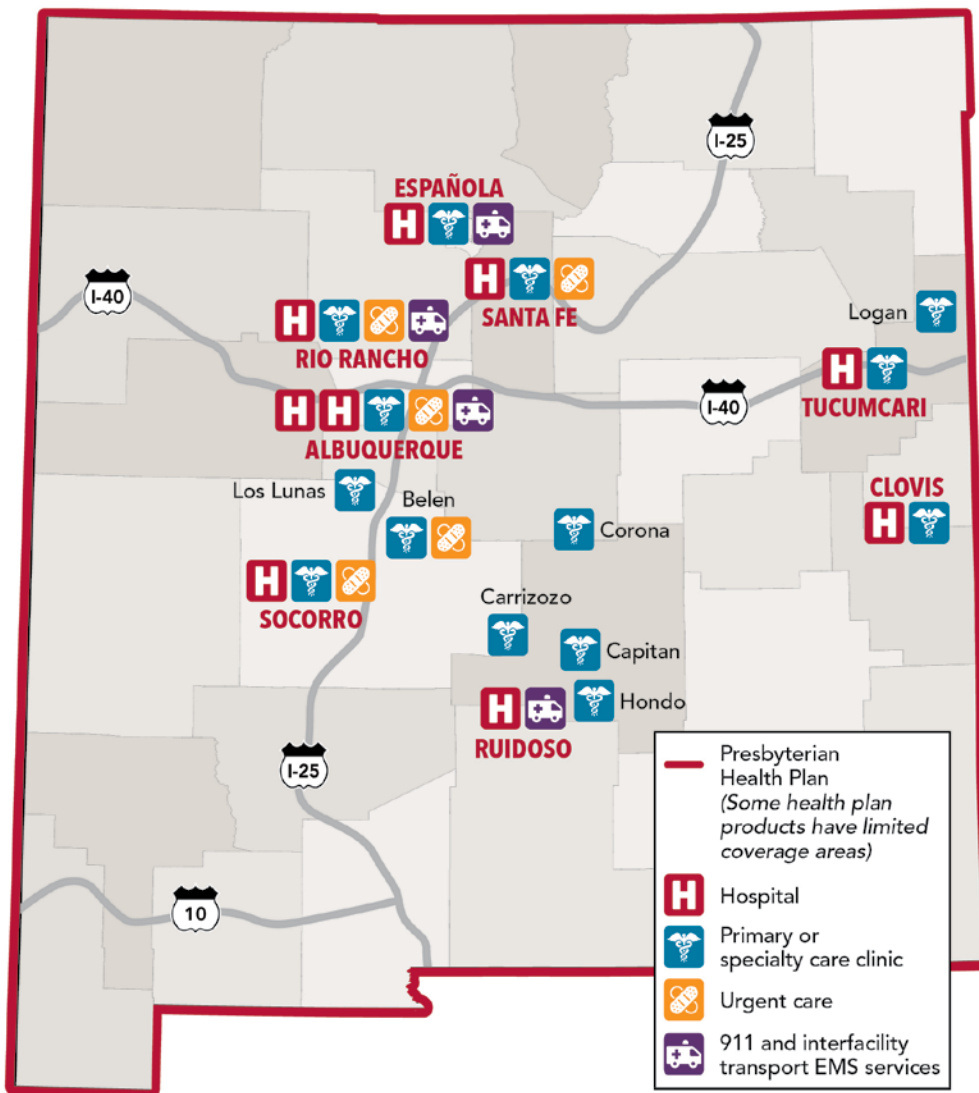 I-25
ESPAÑOLA
H
I-40
H
SANTA FE
Logan
H
RIO RANCHO
H
TUCUMCARI
I-40
H H
ALBUQUERQUE
CLOVIS
H
Los Lunas
Belen
Corona
H
SOCORRO
Carrizozo
Capitan
Hondo
H
RUIDOSO
I-25
10
Presbyterian
Health Plan
(Some health plan
products have limited
coverage areas)
H
Hospital
Primary or
specialty care clinic
Urgent care
911 and interfacility
transport EMS services